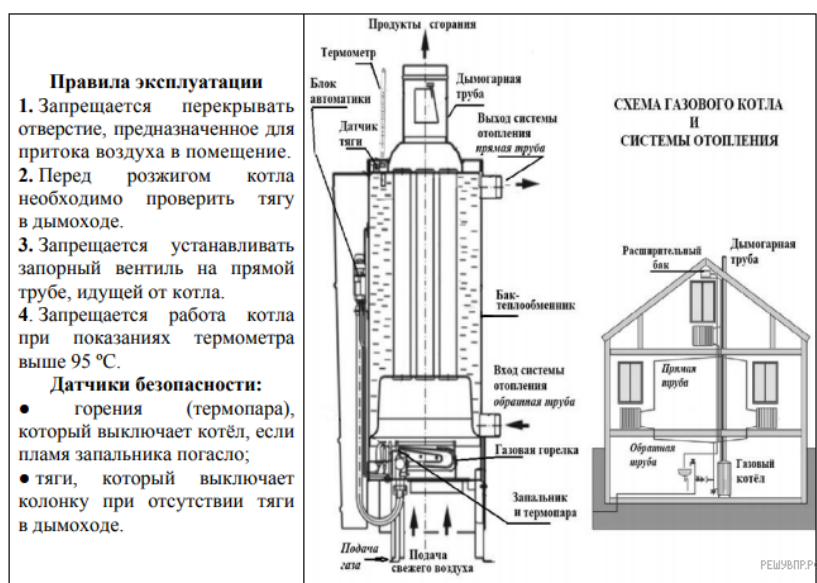 Правила эксплуатации
1. Запрещается перекрывать
отверстие, предназначенное для
притока воздуха в помещение.
2. Перед розжигом котла
необходимо проверить тягу
в дымоходе.
3. Запрещается устанавливать
запорный вентиль на прямой
трубе, идущей от котла.
4. Запрещается работа котла
при показаниях термометра
выше 95 ºС.
Датчики безопасности:
● горения (термопара),
который выключает котёл, если
пламя запальника погасло;
● тяги, который выключает
колонку при отсутствии тяги
в дымоходе.
Продукты сгорания
Термометр
Блок
автоматики
Датчик
тяги
Дымогарная
труба
Выход системы
отопления
прямая труба
Бак-
теплообменник
Вход системы
отопления
обратная труба
Газовая горелка
Запальник
и термопара
Подача
газа
Подача
свежего воздуха
СХЕМА ГАЗОВОГО КОТЛА
И
СИСТЕМЫ ОТОПЛЕНИЯ
Расширительный
бак
Дымогарная
труба
Прямая
труба
Обратная
труба
Газовый
котёл
РЕШУВПР.РФ